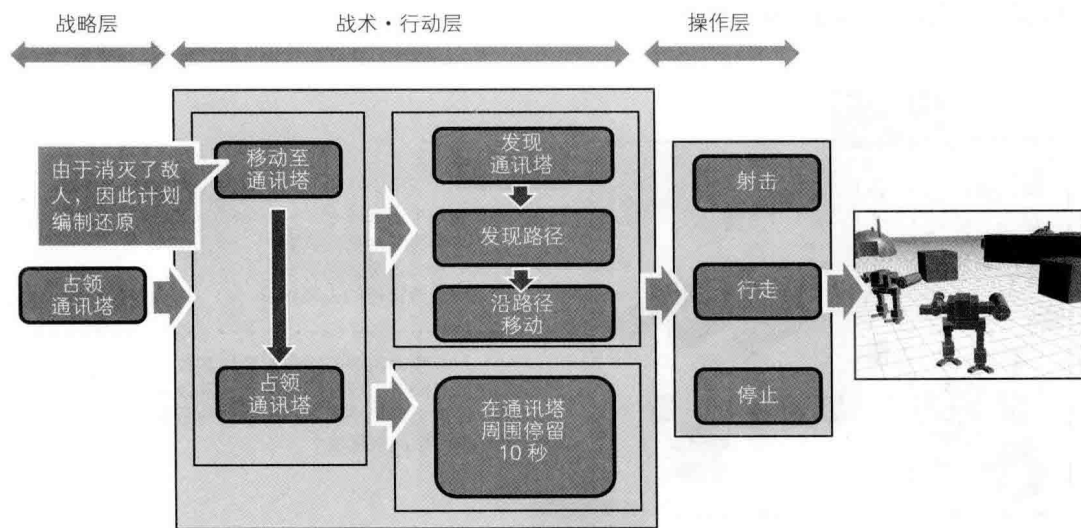 战略层
战术·行动层
操作层
由于消灭了敌
人，因此计划
编制还原
占领
通讯塔
移动至
通讯塔
占领
通讯塔
发现
通讯塔
发现路径
沿路径
移动
在通讯塔
周围停留
10 秒
射击
行走
停止